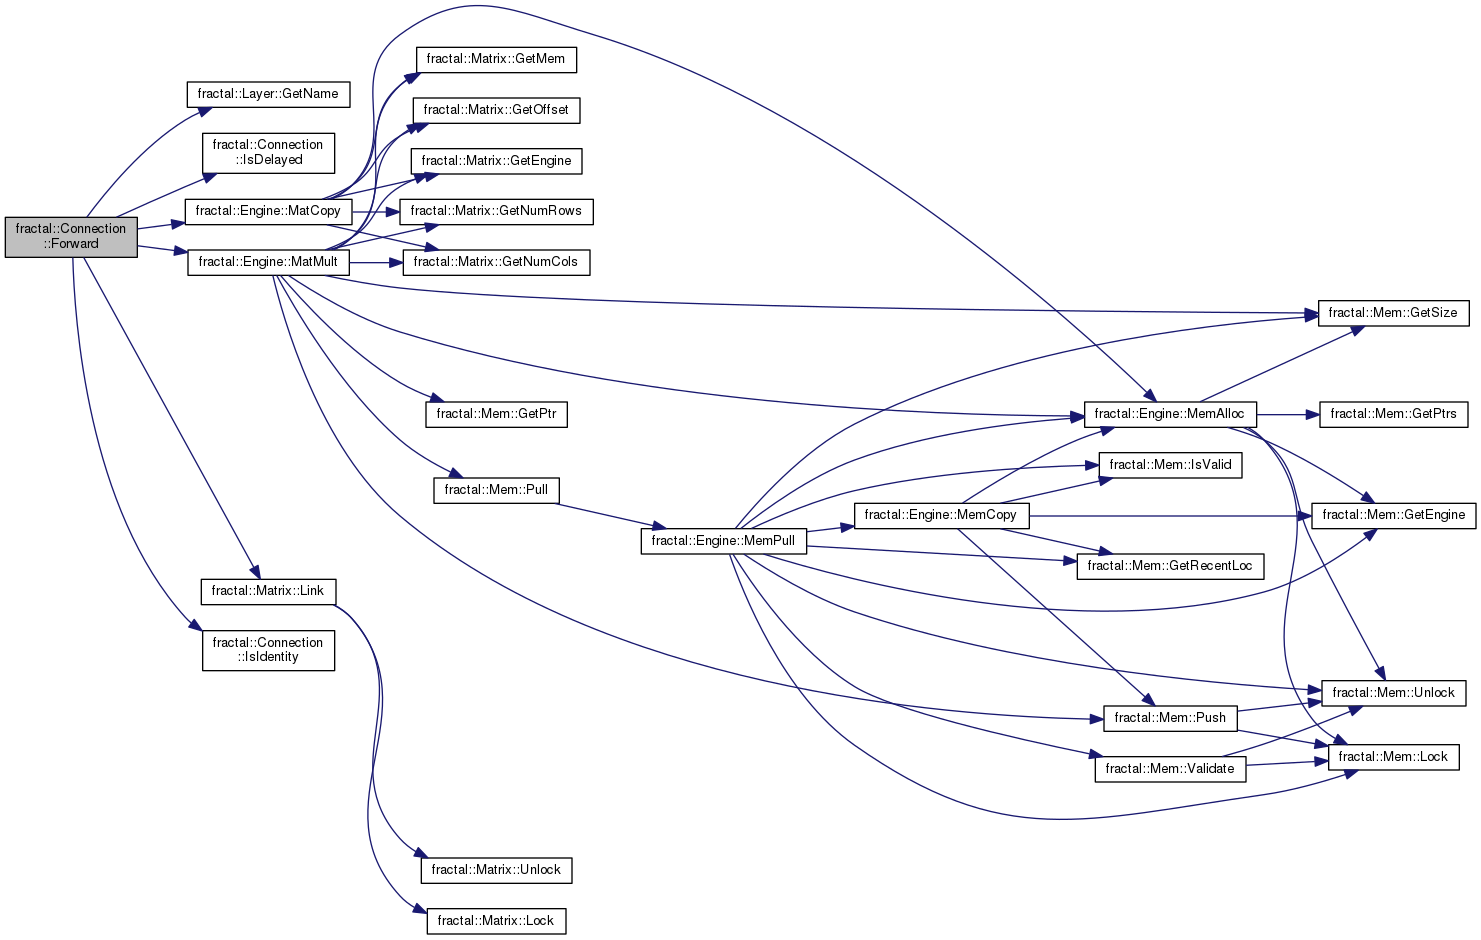 fractal::Matrix::GetMem
fractal::Layer::GetName
fractal::Matrix::GetOffset
fractal::Connection
::IsDelayed
fractal::Matrix::GetEngine
fractal::Engine::MatCopy
fractal::Matrix::GetNumRows
fractal::Connection
::Forward
fractal::Engine::MatMult
fractal::Matrix::GetNumCols
fractal::Mem::GetSize
fractal::Mem::GetPtr
fractal::Engine::MemAlloc
fractal::Mem::GetPtrs
fractal::Mem::IsValid
fractal::Mem::Pull
fractal::Engine::MemCopy
fractal::Mem::GetEngine
fractal::Engine::MemPull
fractal::Mem::GetRecentLoc
fractal::Matrix::Link
fractal::Connection
::IsIdentity
fractal::Mem::Unlock
fractal::Mem::Push
fractal::Mem::Lock
fractal::Mem::Validate
fractal::Matrix::Unlock
fractal::Matrix::Lock